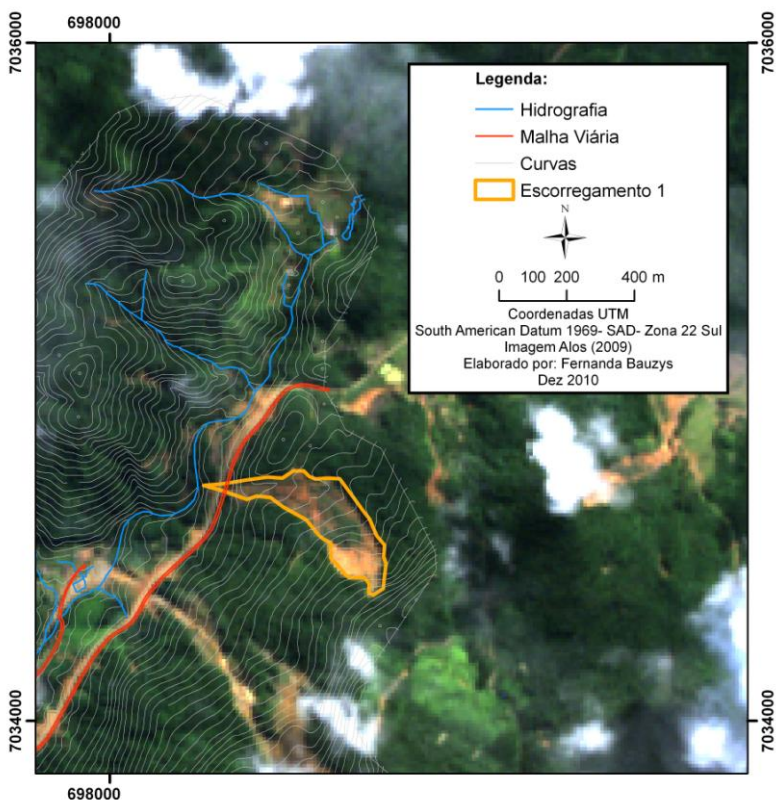 698000
7036000
7036000
Legenda:
Hidrografia
Malha Viária
Curvas
Escorregamento 1
N
0 100 200 400 m
Coordenadas UTM
South American Datum 1969- SAD- Zona 22 Sul
Imagem Alos (2009)
Elaborado por: Fernanda Bauzys
Dez 2010
7034000
7034000
698000